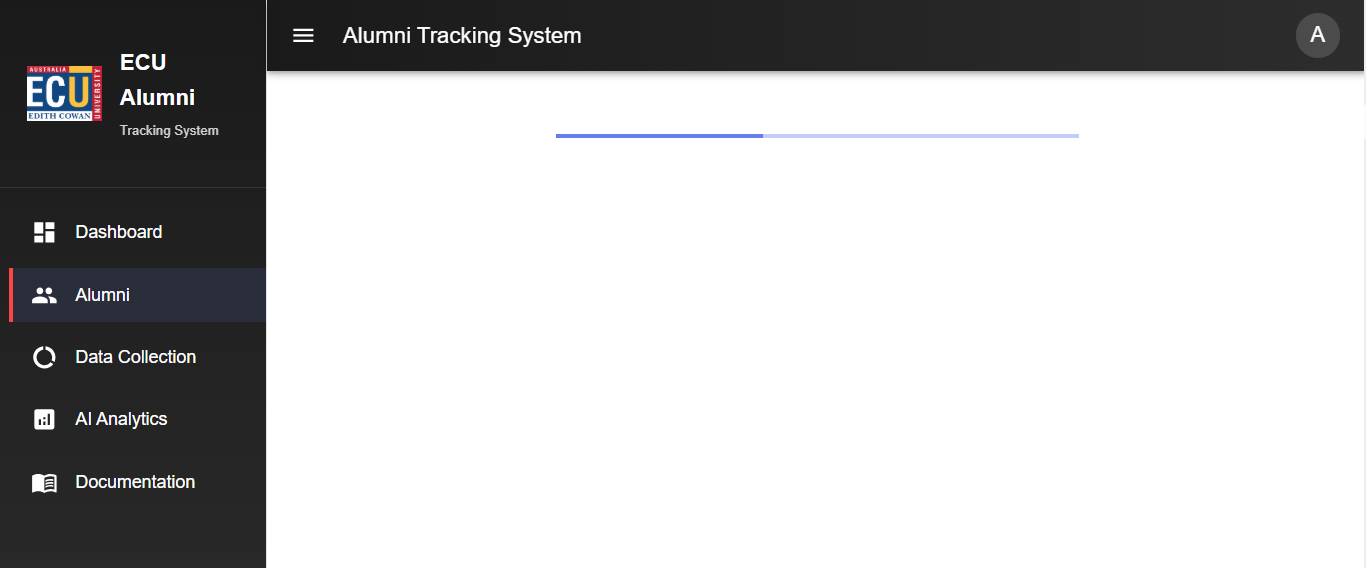 AUSTRALIA
ECU
UNIVERSITY
EDITH COWAN
ECU
Alumni
Tracking System
Alumni Tracking System
A
Dashboard
Alumni
Data Collection
AI Analytics
Documentation